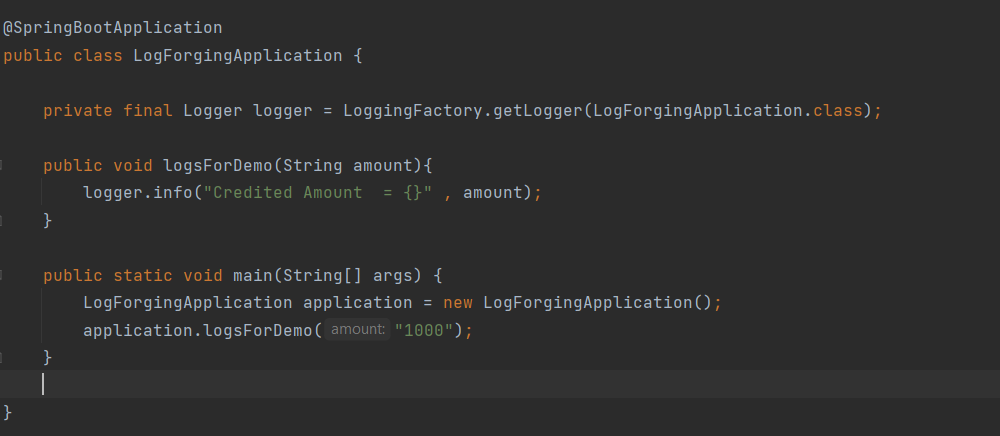 @SpringBootApplication
public class LogForgingApplication {
private final Logger logger = LoggingFactory.getLogger(LogForgingApplication.class);
public void logsForDemo(String amount){
logger.info("Credited Amount  = {}" , amount);
}
public static void main(String[] args) {
LogForgingApplication application = new LogForgingApplication();
application.logsForDemo( amount: "1000");
}
}